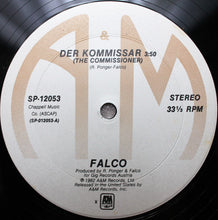 DER KOMMISSAR 3:50
(THE COMMISSIONER)
(R. Ponger-Falco)
SP-12053
Chappell Music
Co. (ASCAP)
(SP-012053-A)
STEREO
33⅓ RPM
FALCO
Produced by R. Ponger & Falco
for Gig Records Austria
℗ 1982 A&M Records, Ltd.
Released in the United States by
A&M Records, Inc.
A&M